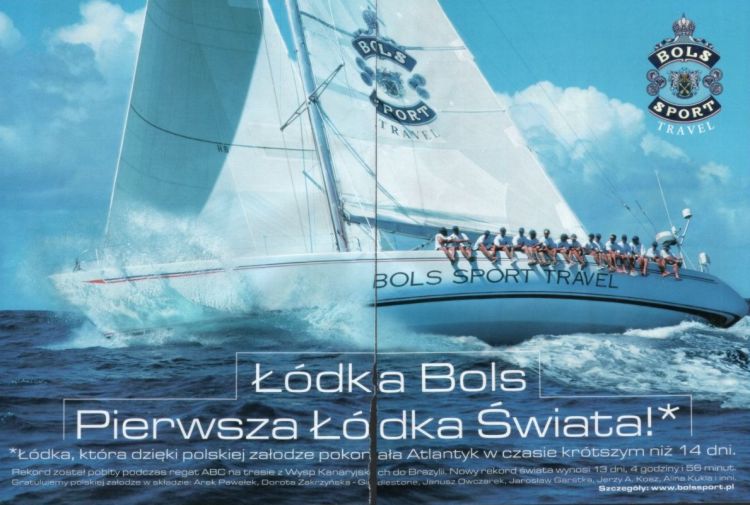 BOLS
SPORT
TRAVEL
BOLS
SPORT
TRAVEL
BOLS SPORT TRAVEL
Łódka Bols
Pierwsza Łódka Świata!*
*Łódka, która dzięki polskiej załodze pokonała Atlantyk w czasie krótszym niż 14 dni.
Rekord został pobity podczas regat ABC na trasie z Wysp Kanaryjskich do Brazylii. Nowy rekord świata wynosi 13 dni, 4 godziny i 56 minut.
Gratulujemy polskiej załodze w składzie: Arek Pawełek, Dorota Zakrzyńska - Gi diestone, Janusz Owczarek, Jarosław Garstka, Jerzy A. Kosz, Alina Kukla i inni.
Szczegóły: www.bolssport.pl